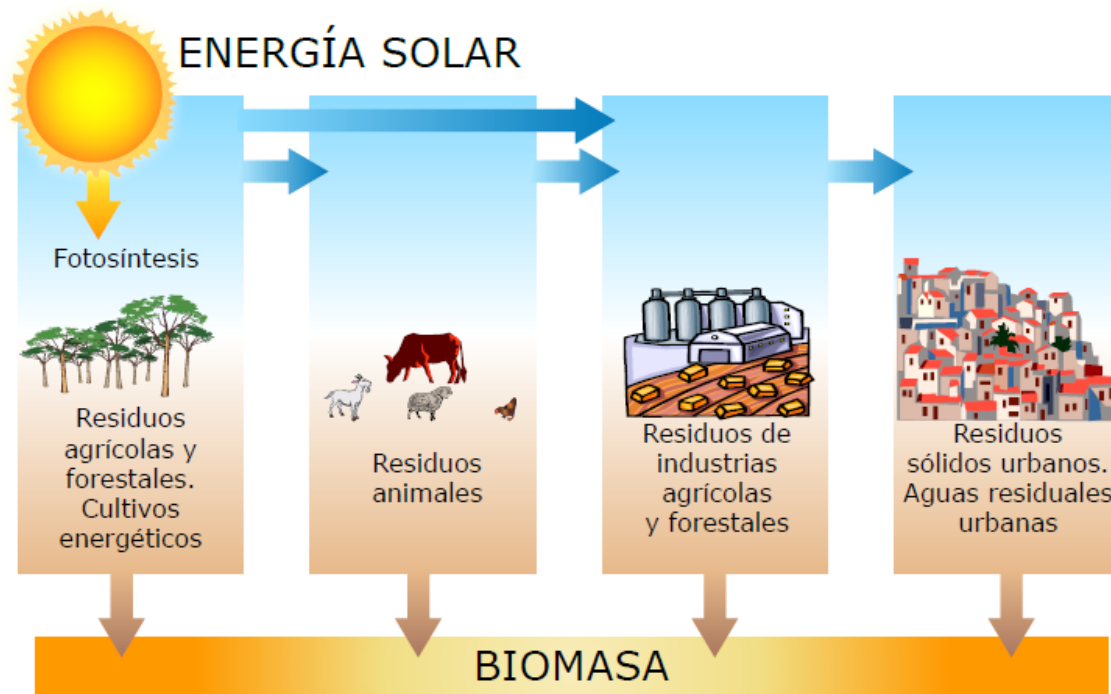 ENERGÍA SOLAR
Fotosíntesis
Residuos
agrícolas y
forestales.
Cultivos
energéticos
Residuos
animales
Residuos de
industrias
agrícolas
y forestales
Residuos
sólidos urbanos.
Aguas residuales
urbanas
BIOMASA